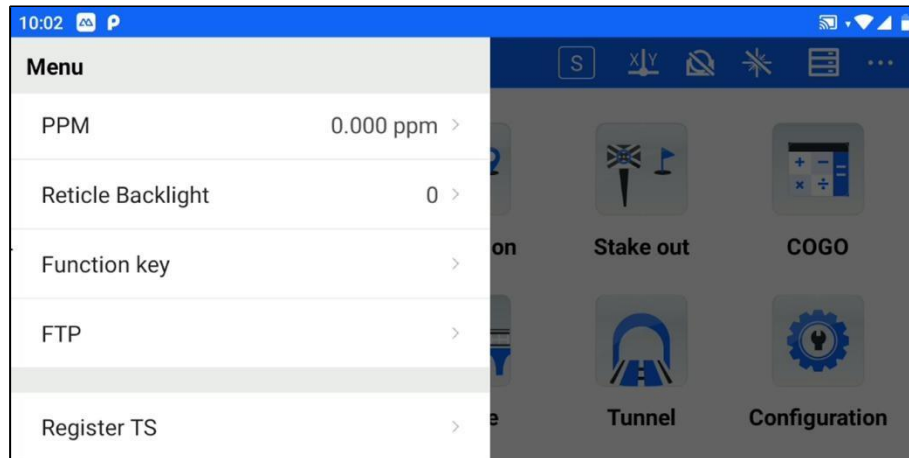 10:02
Menu
S
X Y
PPM 0.000 ppm
Reticle Backlight 0
Function key
on Stake out COGO
FTP
Register TS
e Tunnel Configuration